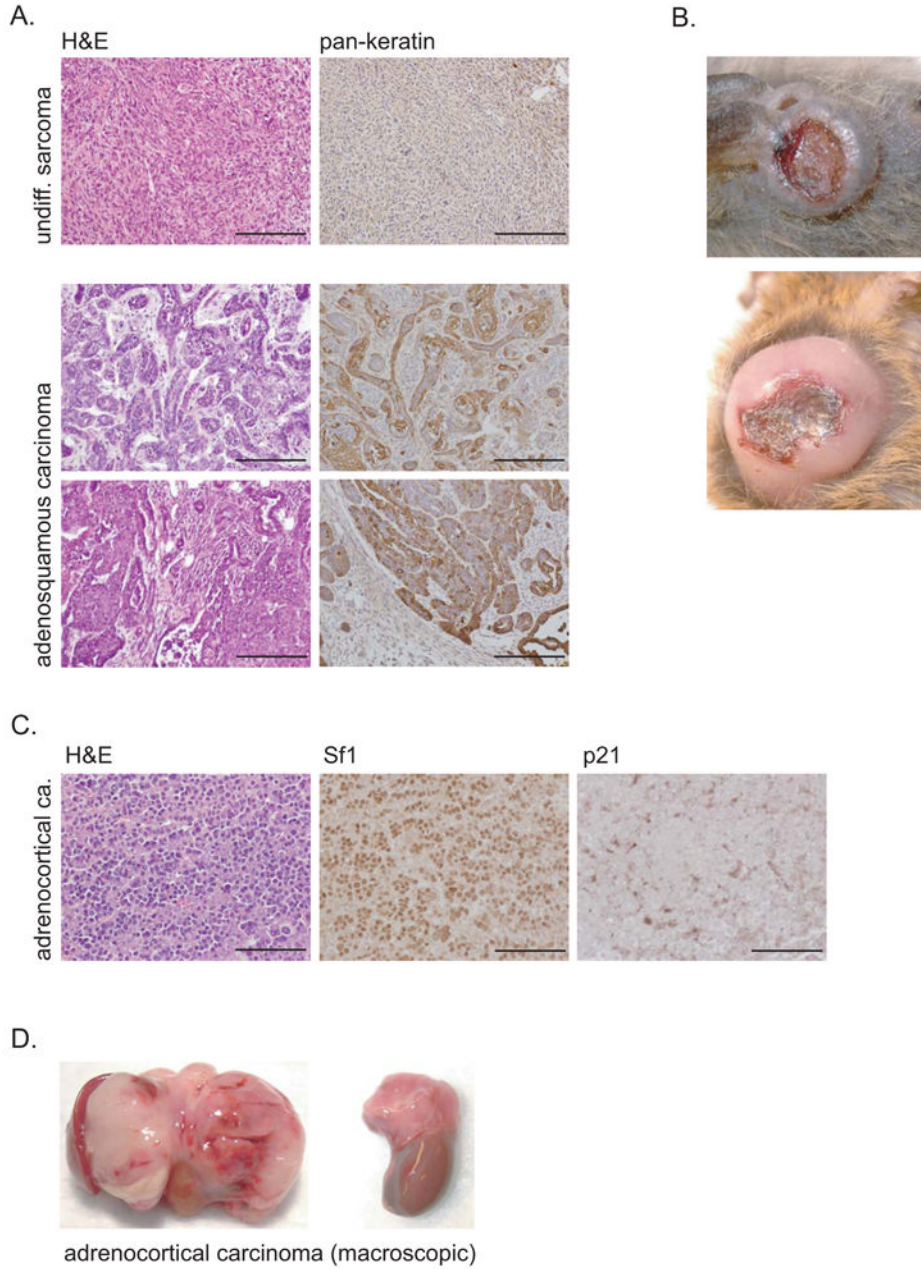 A.
B.
H&E
pan-keratin
undiff. sarcoma
adenosquamous carcinoma
C.
H&E
Sf1
p21
adrenocortical ca.
D.
adrenocortical carcinoma (macroscopic)